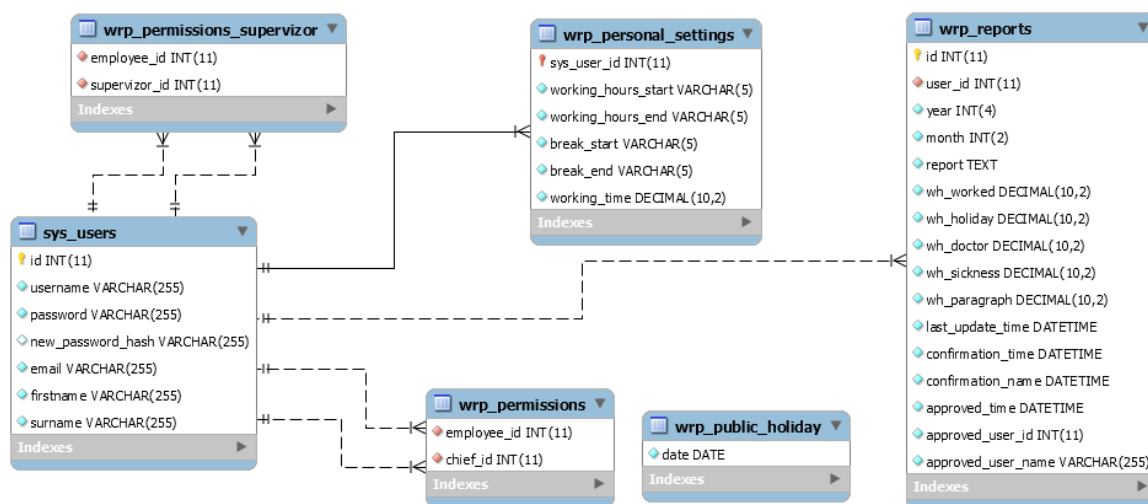 wrp_permissions_supervizor
employee_id INT(11)
supervizor_id INT(11)
Indexes
wrp_personal_settings
sys_user_id INT(11)
working_hours_start VARCHAR(5)
working_hours_end VARCHAR(5)
break_start VARCHAR(5)
break_end VARCHAR(5)
working_time DECIMAL(10,2)
Indexes
wrp_reports
id INT(11)
user_id INT(11)
year INT(4)
month INT(2)
report TEXT
wh_worked DECIMAL(10,2)
wh_holiday DECIMAL(10,2)
wh_doctor DECIMAL(10,2)
wh_sickness DECIMAL(10,2)
wh_paragraph DECIMAL(10,2)
last_update_time DATETIME
confirmation_time DATETIME
confirmation_name DATETIME
approved_time DATETIME
approved_user_id INT(11)
approved_user_name VARCHAR(255)
Indexes
sys_users
id INT(11)
username VARCHAR(255)
password VARCHAR(255)
new_password_hash VARCHAR(255)
email VARCHAR(255)
firstname VARCHAR(255)
surname VARCHAR(255)
Indexes
wrp_permissions
employee_id INT(11)
chief_id INT(11)
Indexes
wrp_public_holiday
date DATE
Indexes